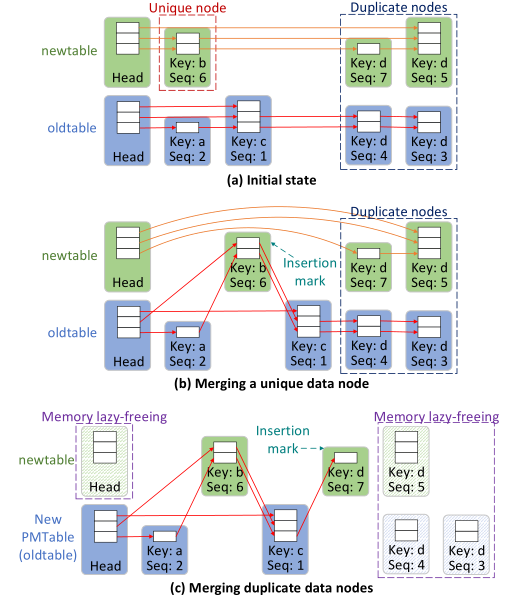 Unique node
Duplicate nodes
newtable
Head
Key: b
Seq: 6
Key: d
Seq: 7
Key: d
Seq: 5
oldtable
Head
Key: a
Seq: 2
Key: c
Seq: 1
Key: d
Seq: 4
Key: d
Seq: 3
(a) Initial state
Duplicate nodes
newtable
Head
Key: b
Seq: 6
Insertion
mark
Key: d
Seq: 7
Key: d
Seq: 5
oldtable
Head
Key: a
Seq: 2
Key: c
Seq: 1
Key: d
Seq: 4
Key: d
Seq: 3
(b) Merging a unique data node
Memory lazy-freeing
Memory lazy-freeing
newtable
Head
Key: b
Seq: 6
Insertion
mark
Key: d
Seq: 7
Key: d
Seq: 5
New
PMTable
(oldtable)
Head
Key: a
Seq: 2
Key: c
Seq: 1
Key: d
Seq: 4
Key: d
Seq: 3
(c) Merging duplicate data nodes